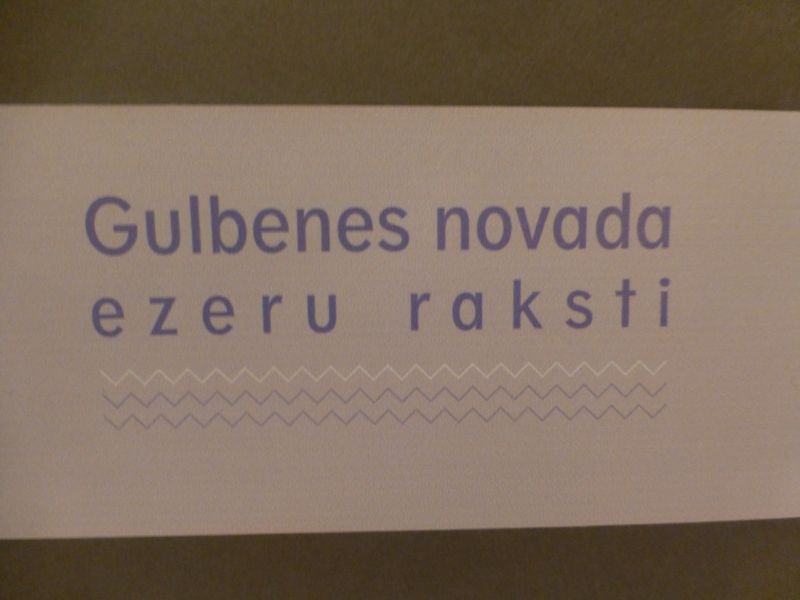 Gulbenes novada
ezeru raksti